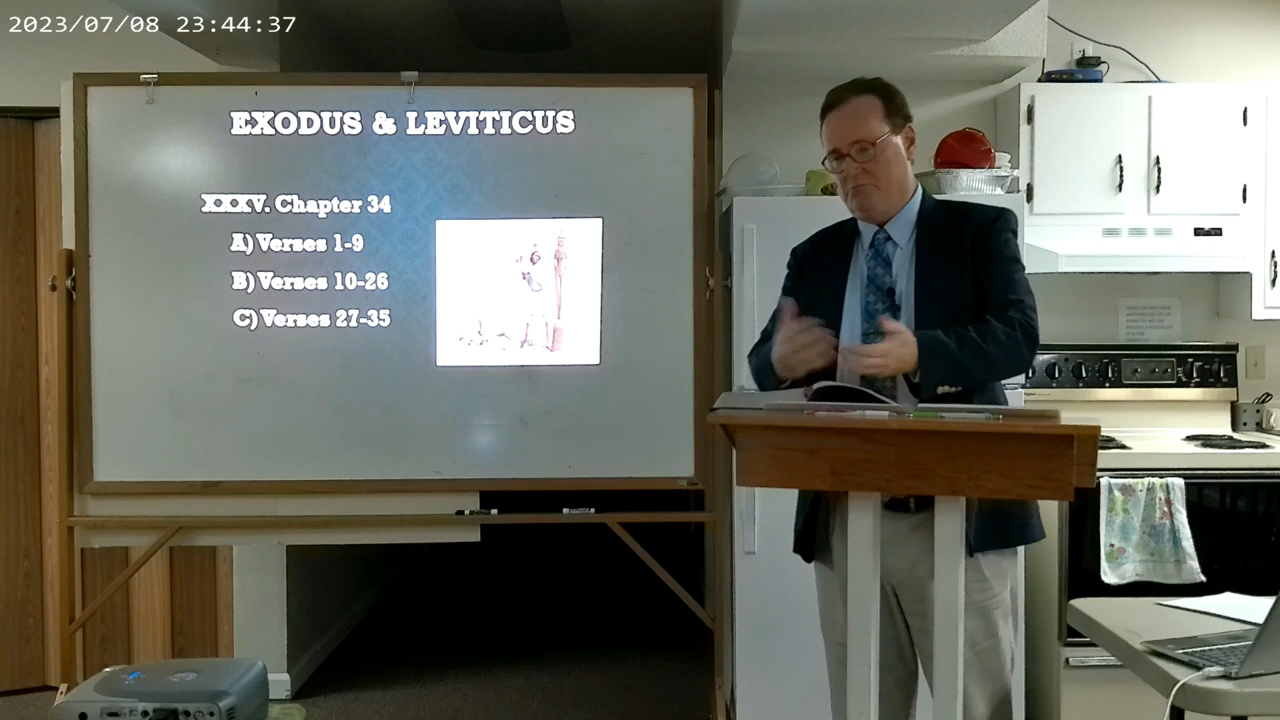 2023/07/08 23:44:37
EXODUS & LEVITICUS
XXXV. Chapter 34
A) Verses 1-9
B) Verses 10-26
C) Verses 27-35